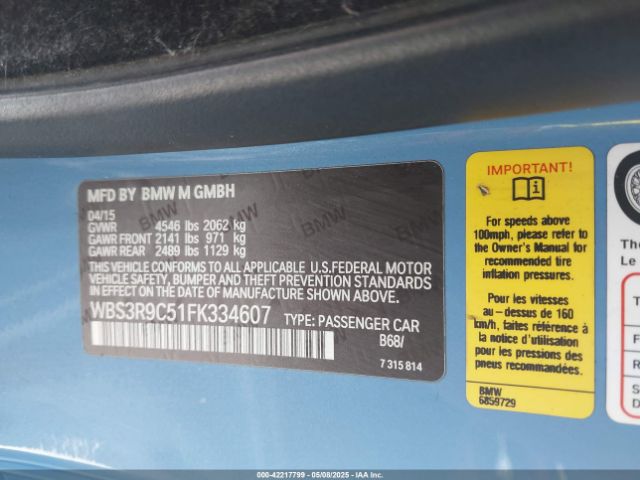 MFD BY BMW M GMBH
04/15
GVWR 4546 lbs 2062 kg
GAWR FRONT 2141 lbs 971 kg
GAWR REAR 2489 lbs 1129 kg
THIS VEHICLE CONFORMS TO ALL APPLICABLE U.S.FEDERAL MOTOR
VEHICLE SAFETY, BUMPER AND THEFT PREVENTION STANDARDS
IN EFFECT ON THE DATE OF MANUFACTURE SHOWN ABOVE.
WBS3R9C51FK334607 TYPE: PASSENGER CAR
B68/
7 315 814
IMPORTANT!
For speeds above
100mph, please refer to
the Owner's Manual for
recommended tire
inflation pressures.
Pour les vitesses
au - dessus de 160
km/h, faites référence à
la notice d'utilisation
pour les pressions des
pneus recommandées.
BMW
6859729
The
Le
000-42217799 - 05/08/2025 - IAAI.com